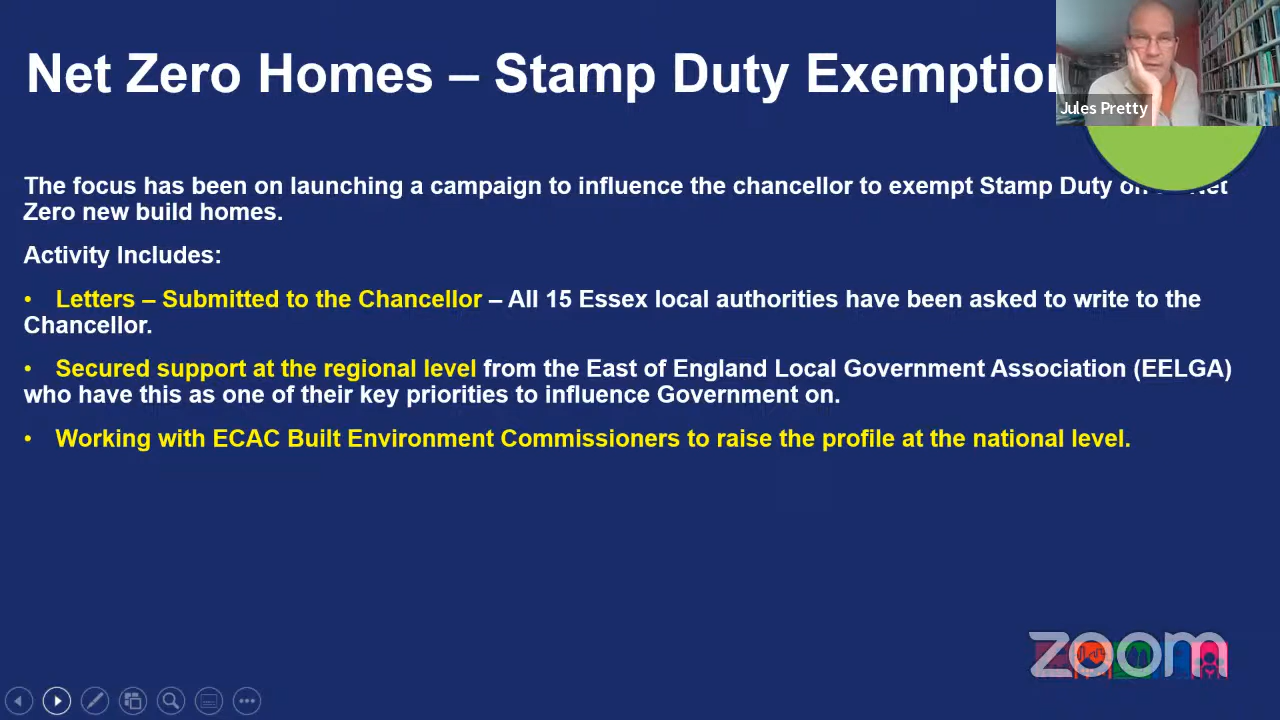 Net Zero Homes – Stamp Duty Exemption
Jules Pretty
The focus has been on launching a campaign to influence the chancellor to exempt Stamp Duty on Net
Zero new build homes.
Activity Includes:
• Letters – Submitted to the Chancellor – All 15 Essex local authorities have been asked to write to the
Chancellor.
• Secured support at the regional level from the East of England Local Government Association (EELGA)
who have this as one of their key priorities to influence Government on.
• Working with ECAC Built Environment Commissioners to raise the profile at the national level.
zoom